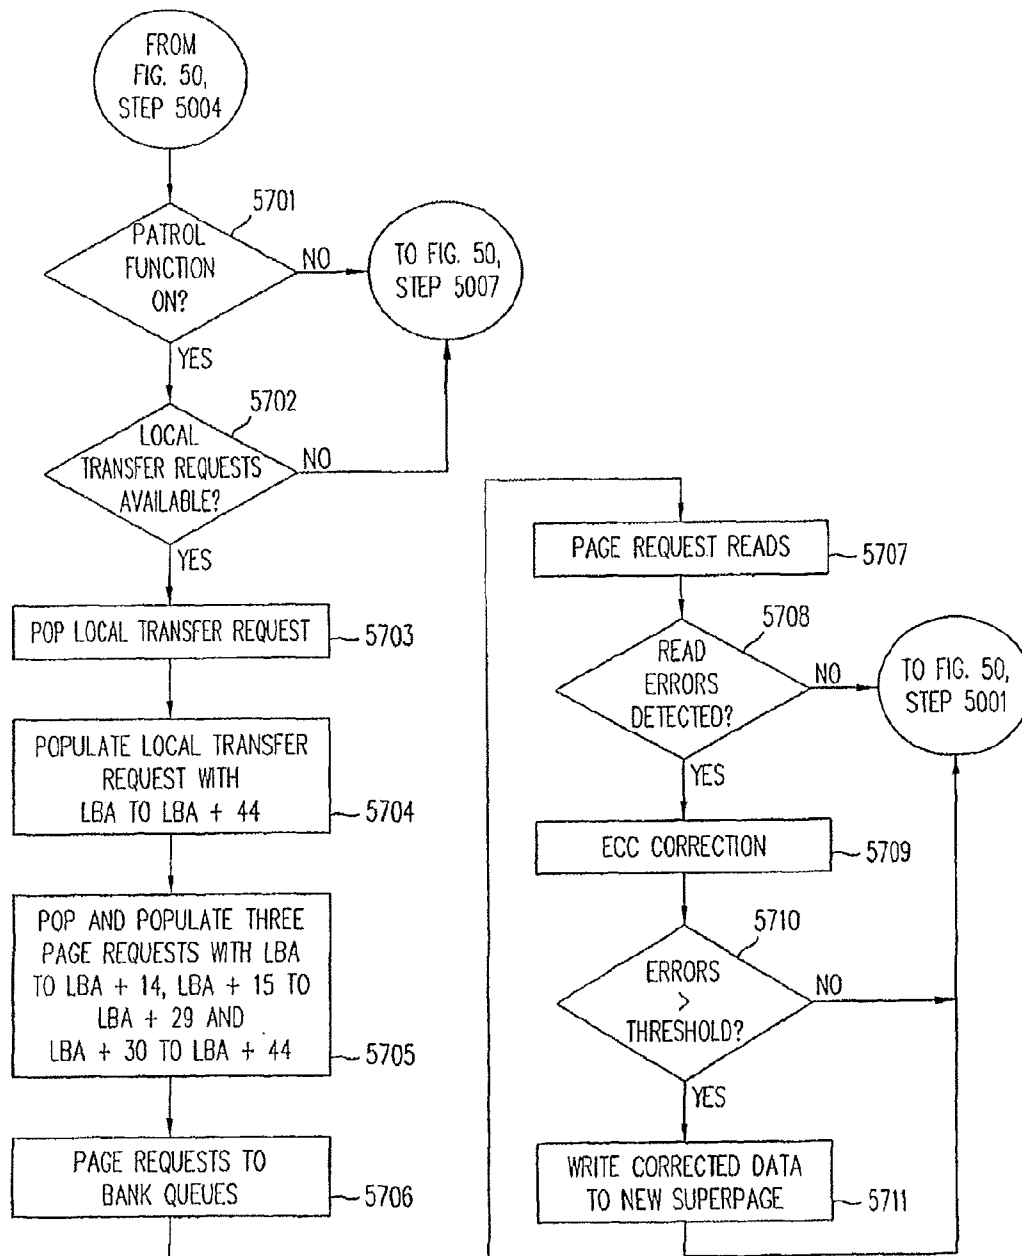 FROM
FIG. 50,
STEP 5004
5701
PATROL
FUNCTION
ON?
NO
TO FIG. 50,
STEP 5007
YES
5702
LOCAL
TRANSFER REQUESTS
AVAILABLE?
NO
YES
POP LOCAL TRANSFER REQUEST
5703
POPULATE LOCAL TRANSFER
REQUEST WITH
LBA TO LBA + 44
5704
POP AND POPULATE THREE
PAGE REQUESTS WITH LBA
TO LBA + 14, LBA + 15 TO
LBA + 29 AND
LBA + 30 TO LBA + 44
5705
PAGE REQUESTS TO
BANK QUEUES
5706
PAGE REQUEST READS
5707
5708
READ
ERRORS
DETECTED?
NO
TO FIG. 50,
STEP 5001
YES
ECC CORRECTION
5709
5710
ERRORS
>
THRESHOLD?
NO
YES
WRITE CORRECTED DATA
TO NEW SUPERPAGE
5711